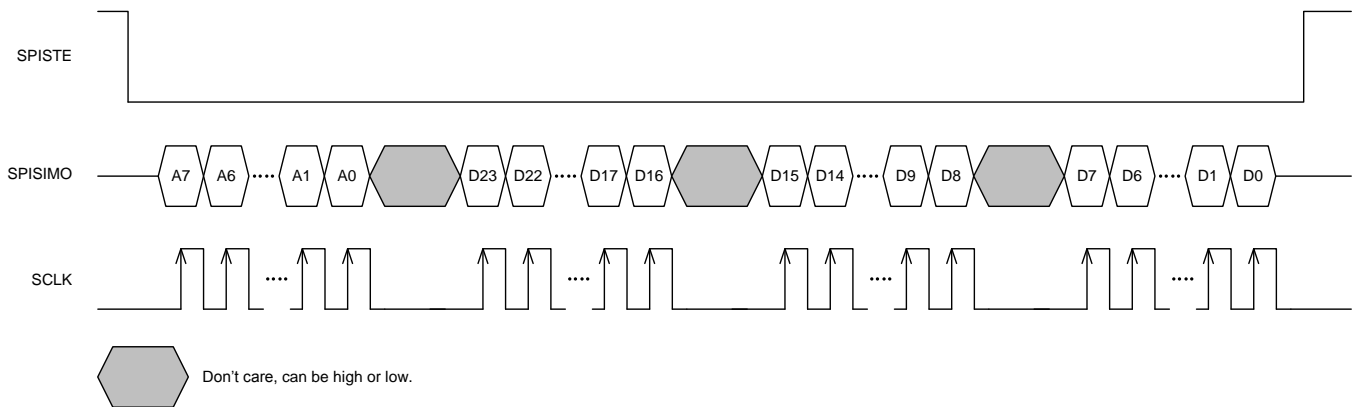 SPISTE
SPISIMO A7 A6 A1 A0 D23 D22 D17 D16 D15 D14 D9 D8 D7 D6 D1 D0
SCLK
Don't care, can be high or low.